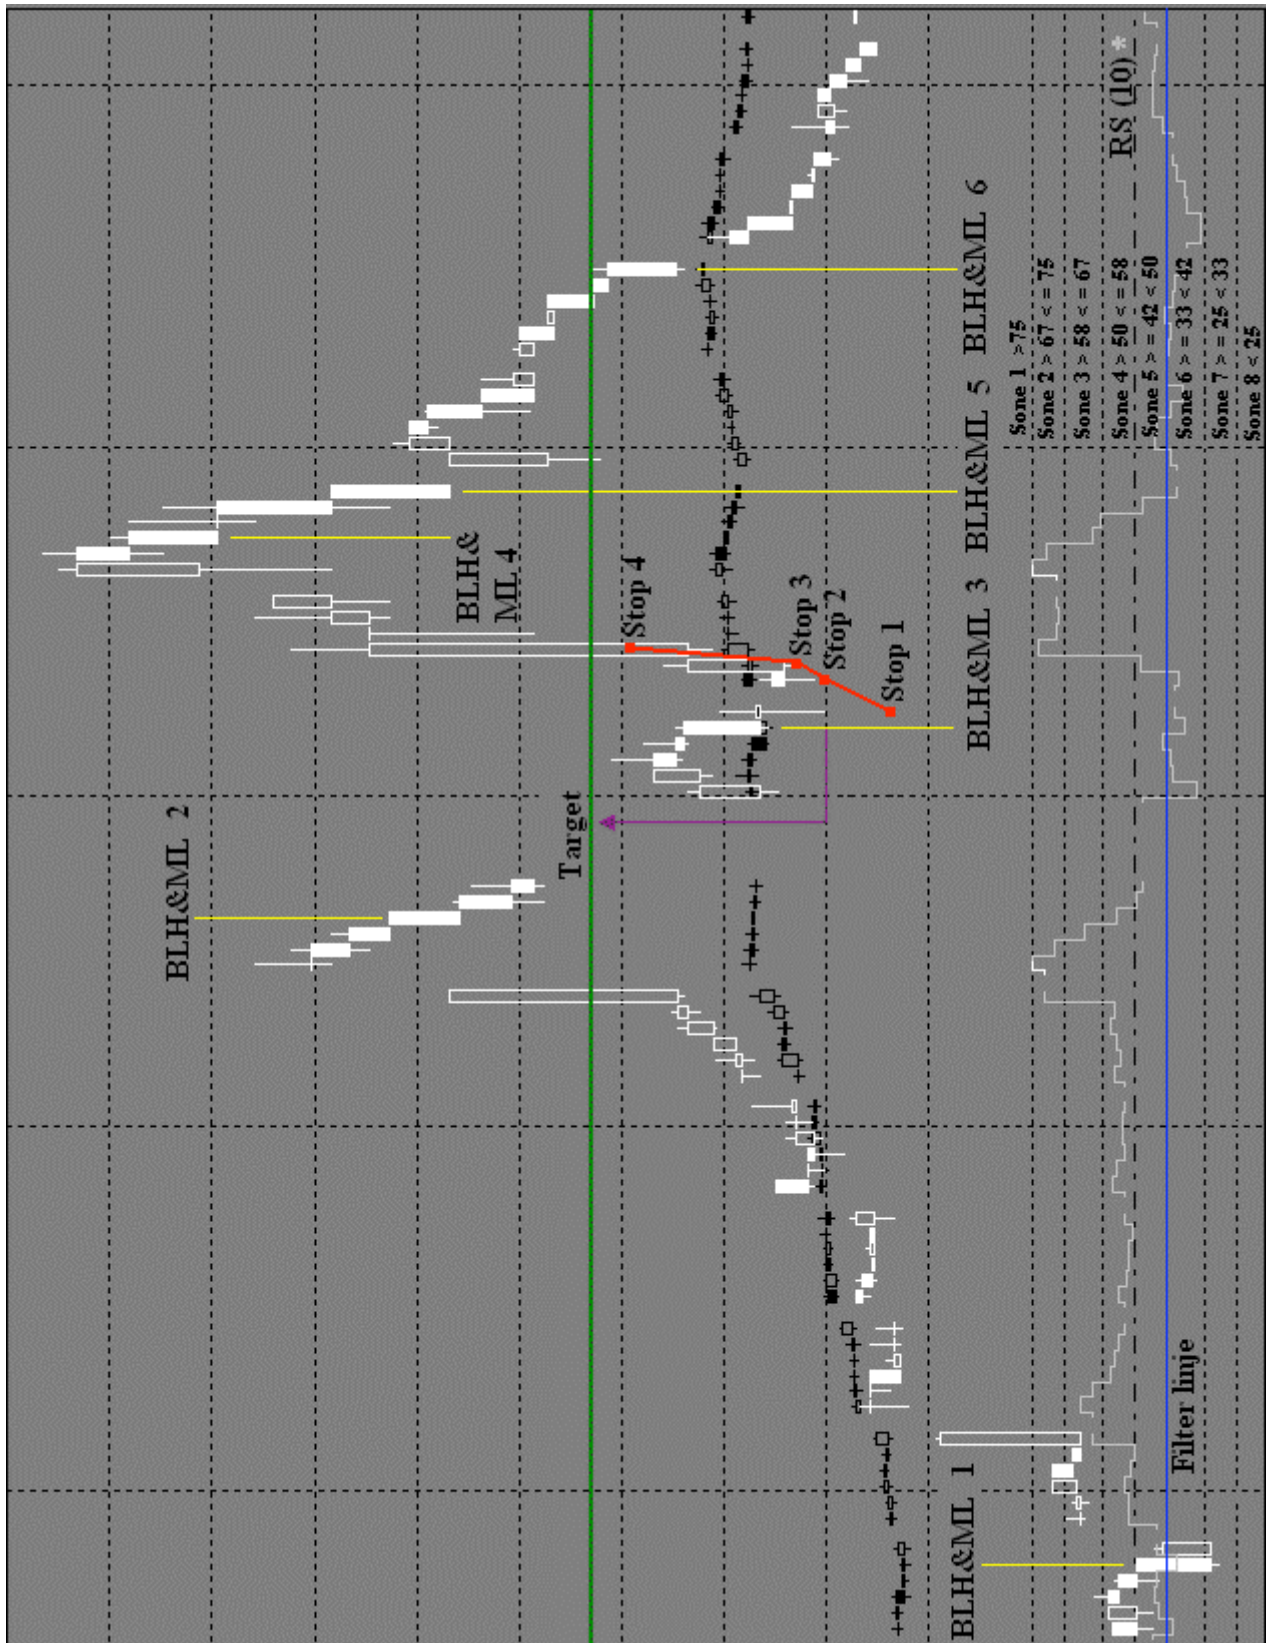 BLH&ML 2
BLH&
ML 4
Target
Stop 4
Stop 3
Stop 2
Stop 1
BLH&ML 1
BLH&ML 3
BLH&ML 5
BLH&ML 6
Sone 1 >75
Sone 2 > 67 < = 75
Sone 3 > 58 < = 67
Sone 4 > 50 < = 58
RS (10) *
Sone 5 > = 42 < 50
Sone 6 > = 33 < 42
Filter linje
Sone 7 > = 25 < 33
Sone 8 < 25